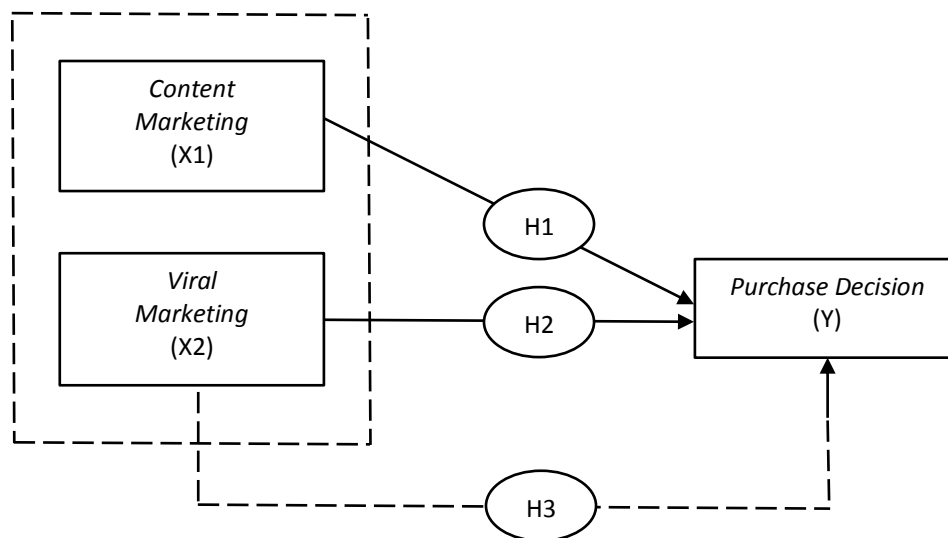 Content
Marketing
(X1)
H1
Viral
Marketing
(X2)
H2
Purchase Decision
(Y)
H3